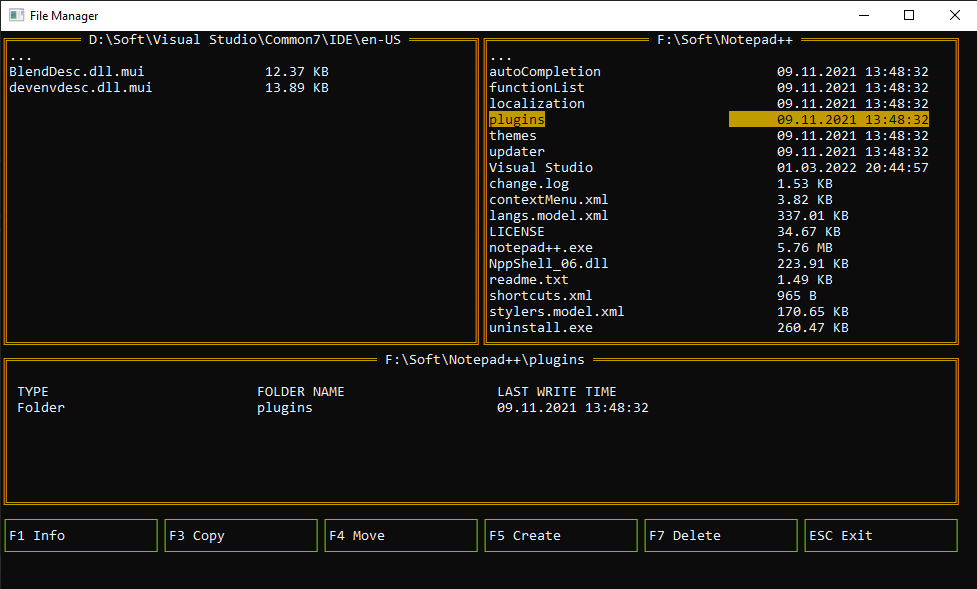 File Manager
D:\Soft\Visual Studio\Common7\IDE\en-US
...
BlendDesc.dll.mui 12.37 KB
devenvdesc.dll.mui 13.89 KB
F:\Soft\Notepad++
...
autoCompletion 09.11.2021 13:48:32
functionList 09.11.2021 13:48:32
localization 09.11.2021 13:48:32
plugins 09.11.2021 13:48:32
themes 09.11.2021 13:48:32
updater 09.11.2021 13:48:32
Visual Studio 01.03.2022 20:44:57
change.log 1.53 KB
contextMenu.xml 3.82 KB
langs.model.xml 337.01 KB
LICENSE 34.67 KB
notepad++.exe 5.76 MB
NppShell_06.dll 223.91 KB
readme.txt 1.49 KB
shortcuts.xml 965 B
stylers.model.xml 170.65 KB
uninstall.exe 260.47 KB
F:\Soft\Notepad++\plugins
TYPE FOLDER NAME LAST WRITE TIME
Folder plugins 09.11.2021 13:48:32
F1 Info F3 Copy F4 Move F5 Create F7 Delete ESC Exit